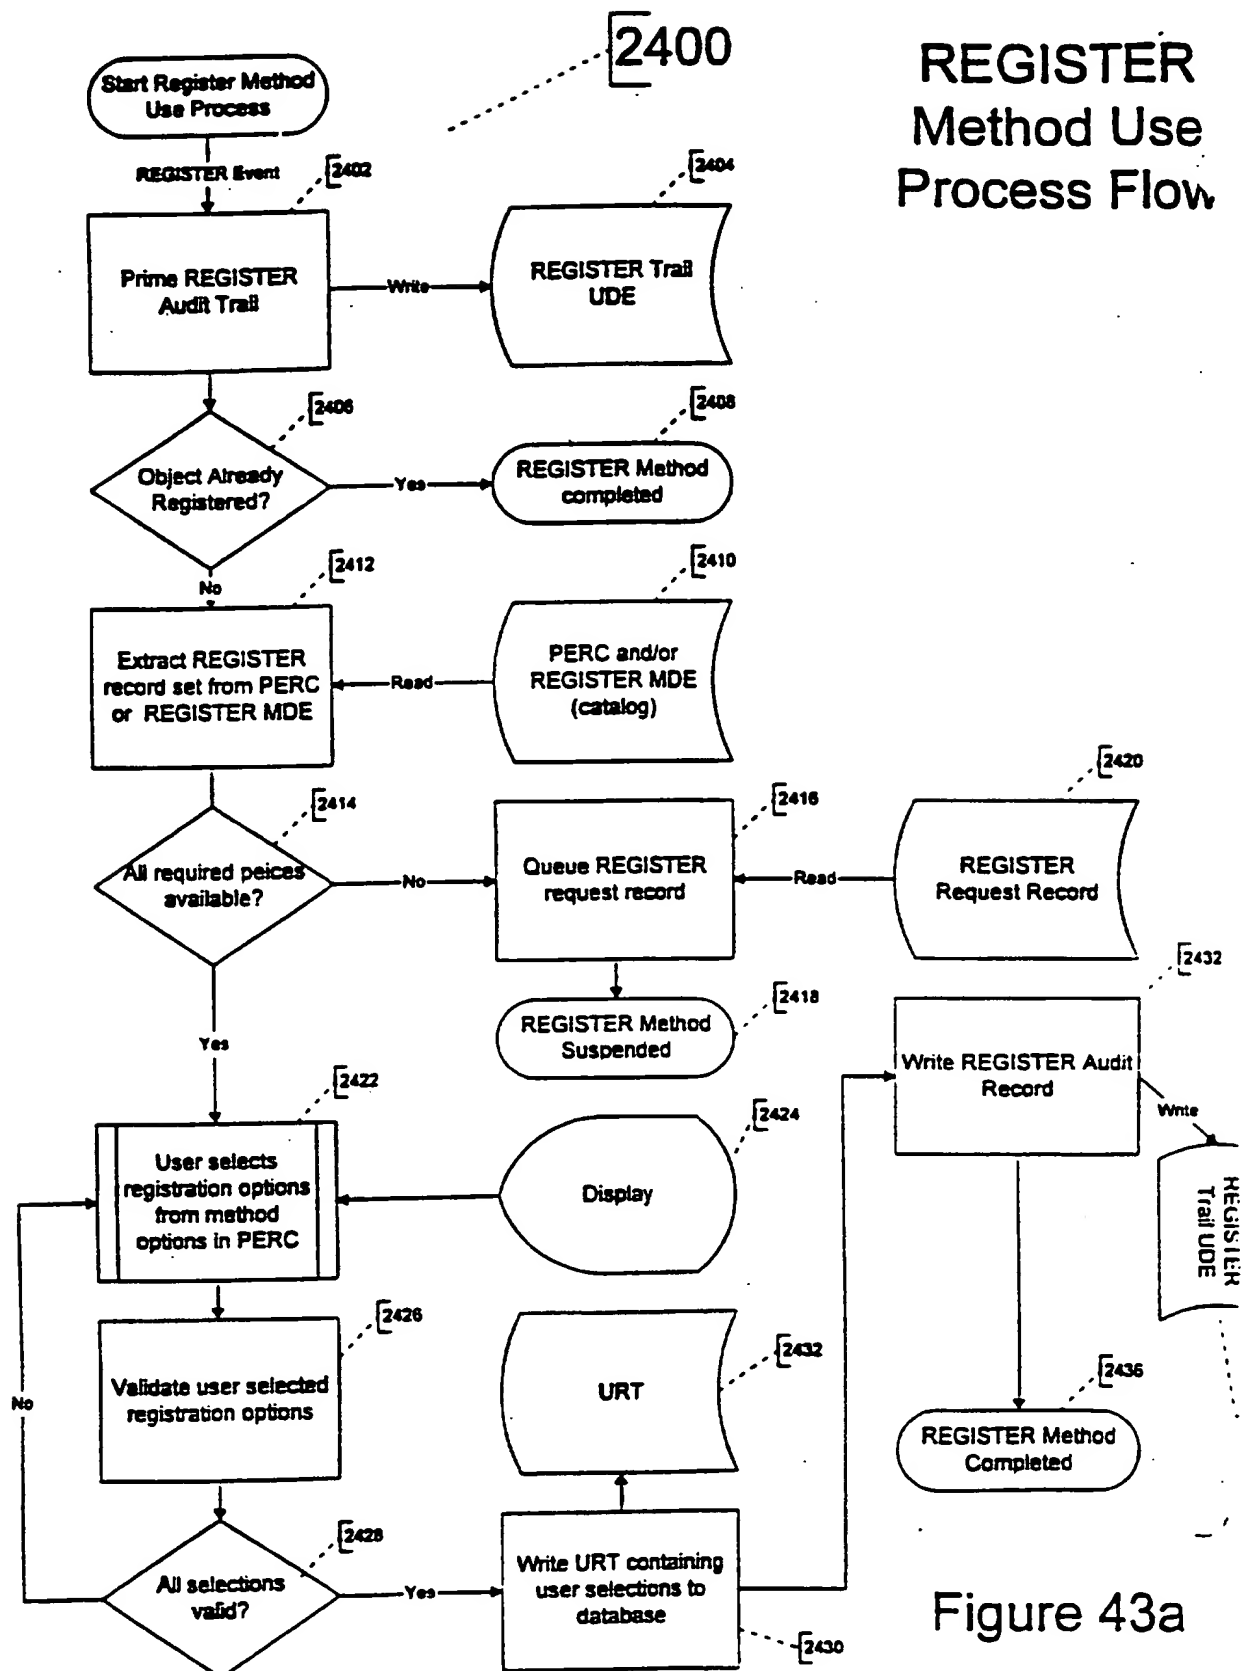 2400
REGISTER
Method Use
Process Flow
Start Register Method
Use Process
REGISTER Event
2402
2404
Prime REGISTER
Audit Trail
Write
REGISTER Trail
UDE
2406
2408
Object Already
Registered?
Yes
REGISTER Method
completed
No
2412
2410
Extract REGISTER
record set from PERC
or REGISTER MDE
Read
PERC and/or
REGISTER MDE
(catalog)
2414
2416
2420
All required peices
available?
No
Queue REGISTER
request record
Read
REGISTER
Request Record
2432
2418
REGISTER Method
Suspended
Yes
Write REGISTER Audit
Record
Write
REGISTER
Trail UDE
2422
2424
User selects
registration options
from method
options in PERC
Display
2426
2432
Validate user selected
registration options
URT
No
2436
REGISTER Method
Completed
2428
All selections
valid?
Yes
Write URT containing
user selections to
database
2430
Figure 43a